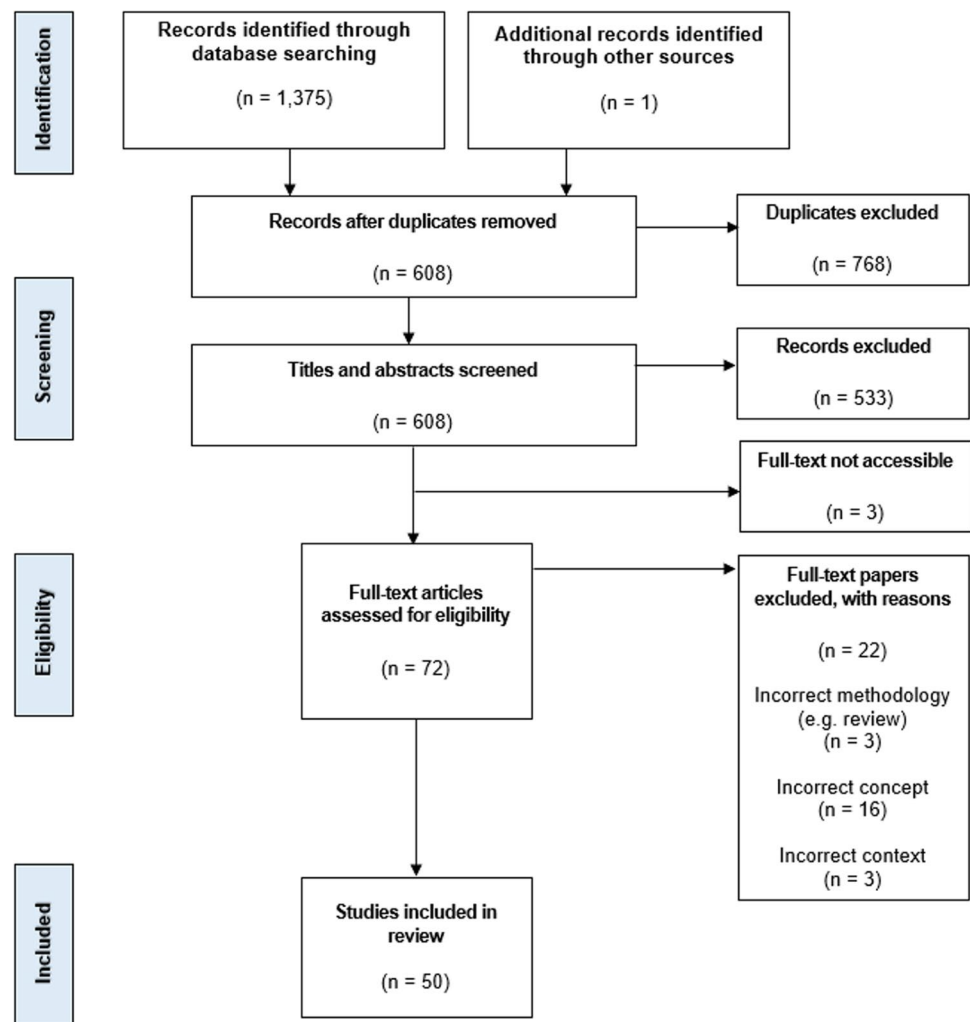 Identification
Records identified through
database searching
(n = 1,375)
Additional records identified
through other sources
(n = 1)
Records after duplicates removed
(n = 608)
Duplicates excluded
(n = 768)
Screening
Titles and abstracts screened
(n = 608)
Records excluded
(n = 533)
Full-text not accessible
(n = 3)
Eligibility
Full-text articles
assessed for eligibility
(n = 72)
Full-text papers
excluded, with reasons
(n = 22)
Incorrect methodology
(e.g. review)
(n = 3)
Incorrect concept
(n = 16)
Incorrect context
(n = 3)
Included
Studies included in
review
(n = 50)